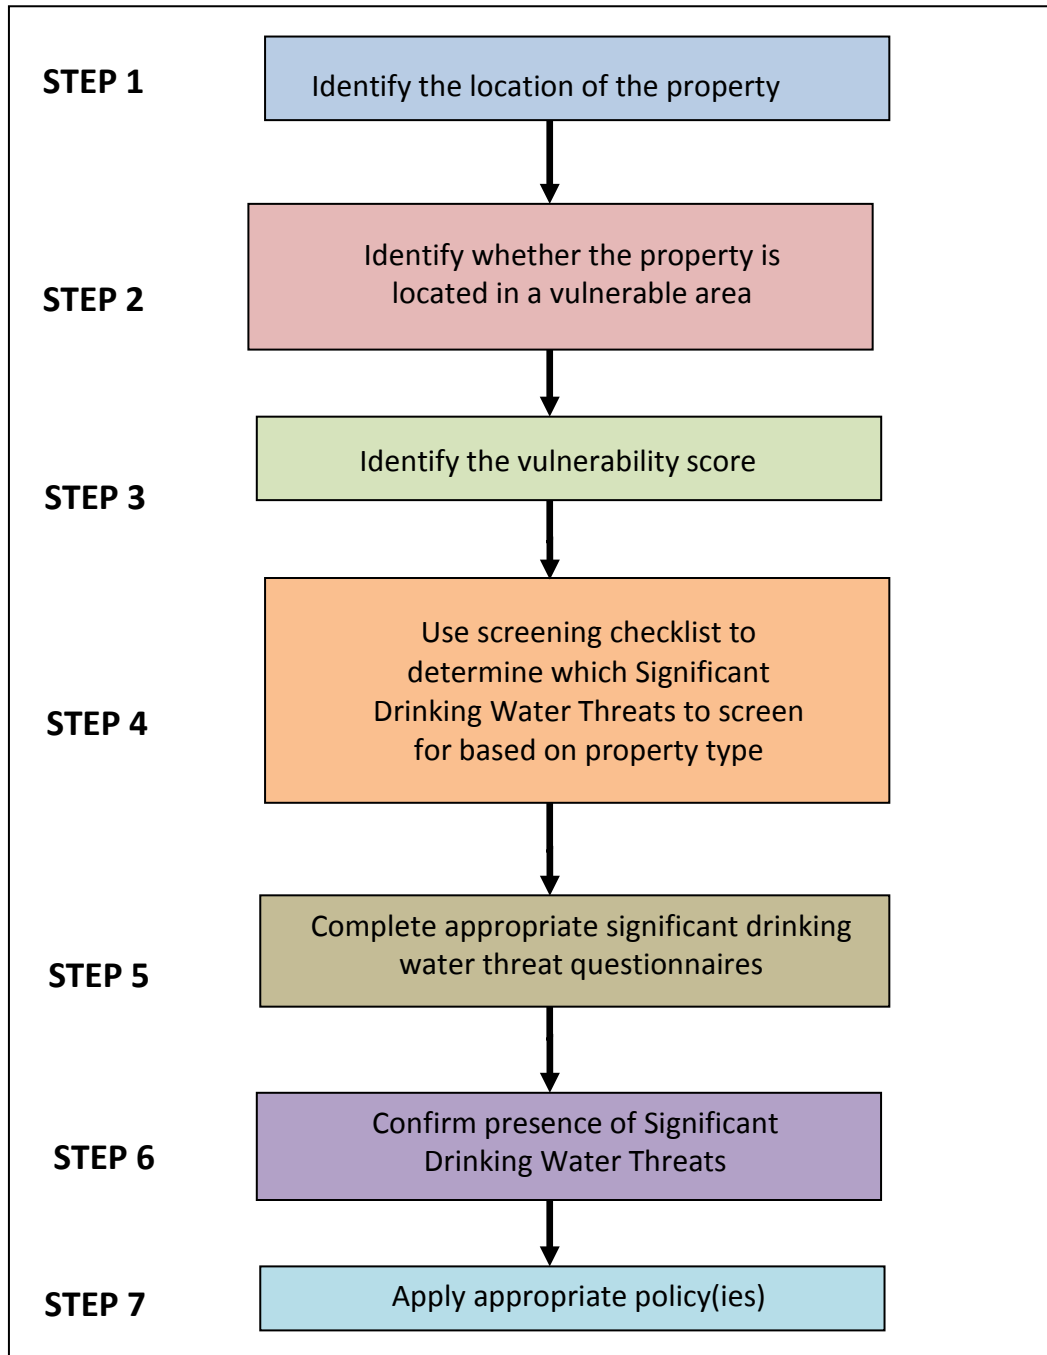 STEP 1
Identify the location of the property
STEP 2
Identify whether the property is
located in a vulnerable area
STEP 3
Identify the vulnerability score
STEP 4
Use screening checklist to
determine which Significant
Drinking Water Threats to screen
for based on property type
STEP 5
Complete appropriate significant drinking
water threat questionnaires
STEP 6
Confirm presence of Significant
Drinking Water Threats
STEP 7
Apply appropriate policy(ies)